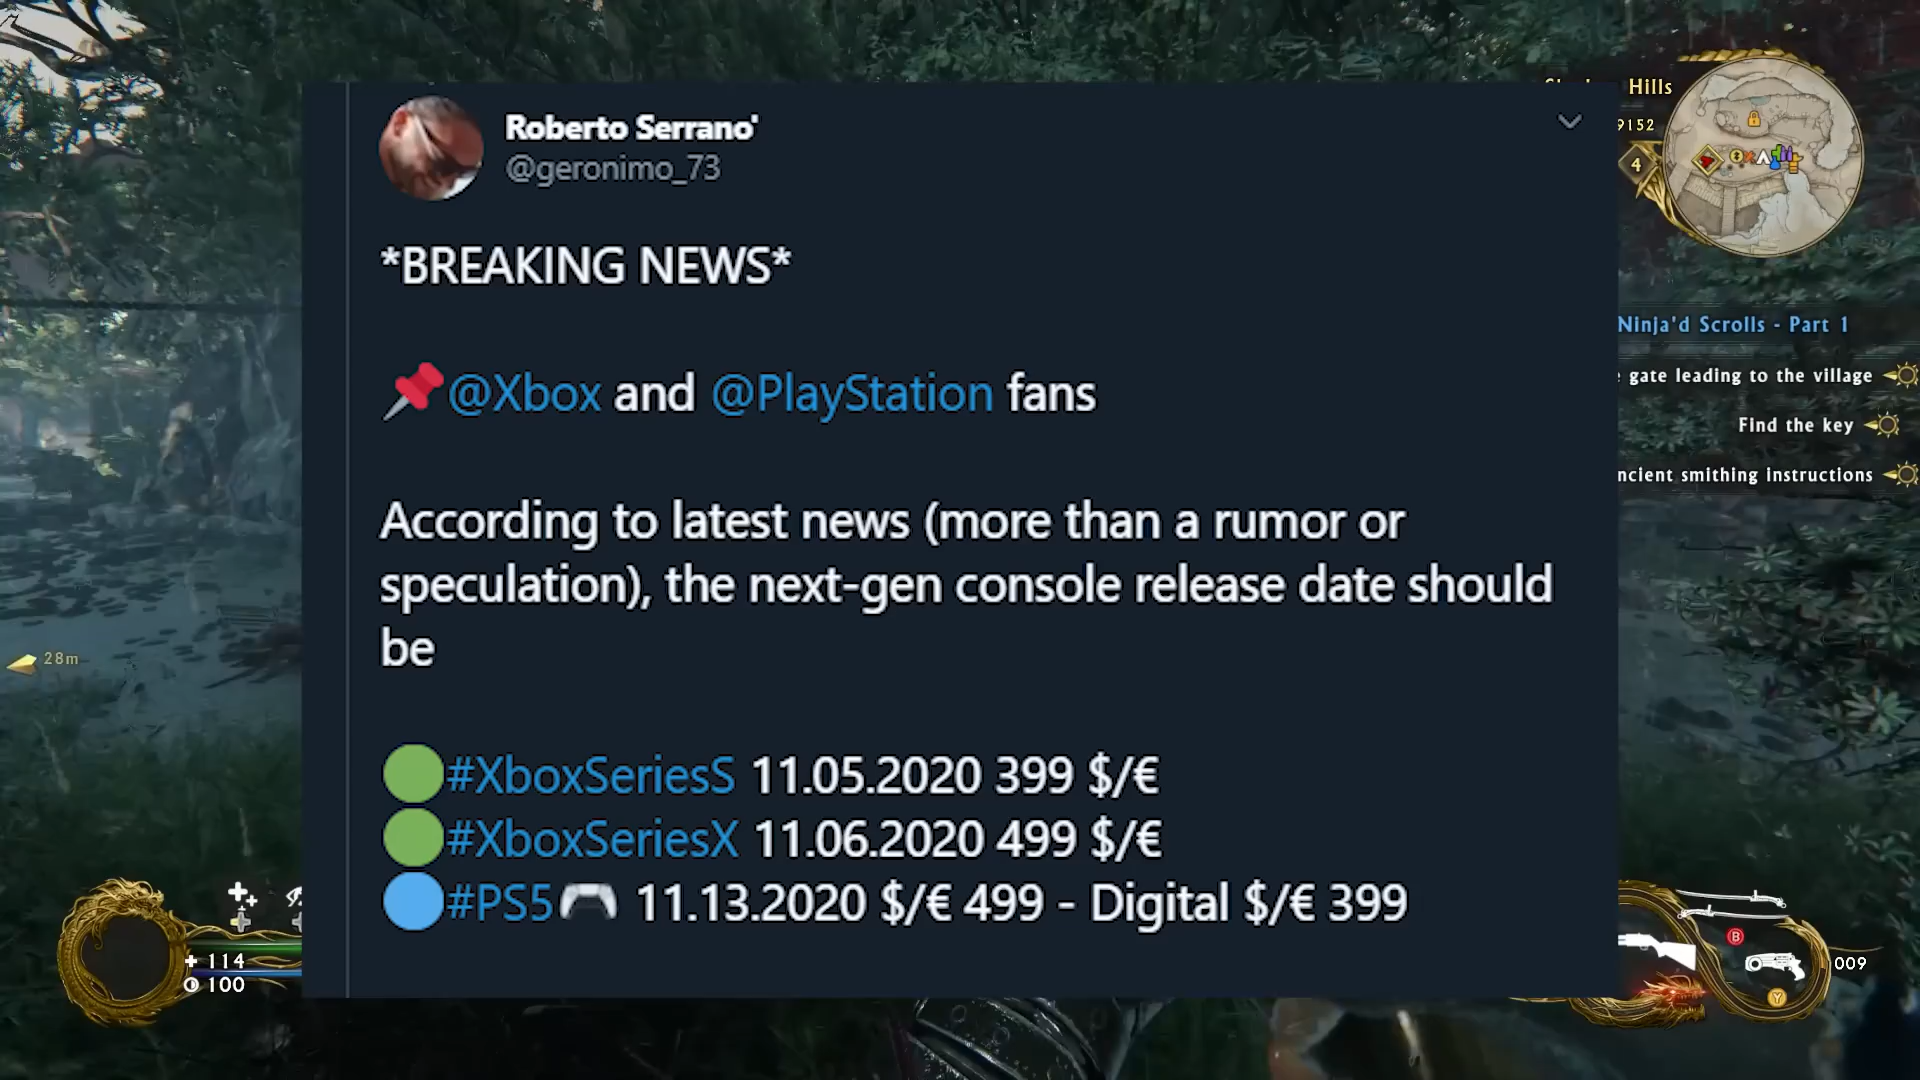 Roberto Serrano'
@geronimo_73
*BREAKING NEWS*
📌@Xbox and @PlayStation fans
According to latest news (more than a rumor or
speculation), the next-gen console release date should
be
🟢#XboxSeriesS 11.05.2020 399 $/€
🟢#XboxSeriesX 11.06.2020 499 $/€
🔵#PS5🎮 11.13.2020 $/€ 499 - Digital $/€ 399
Hills
9152
4
Ninja'd Scrolls - Part 1
gate leading to the village
Find the key
ncient smithing instructions
28m
114
100
B
009
Y